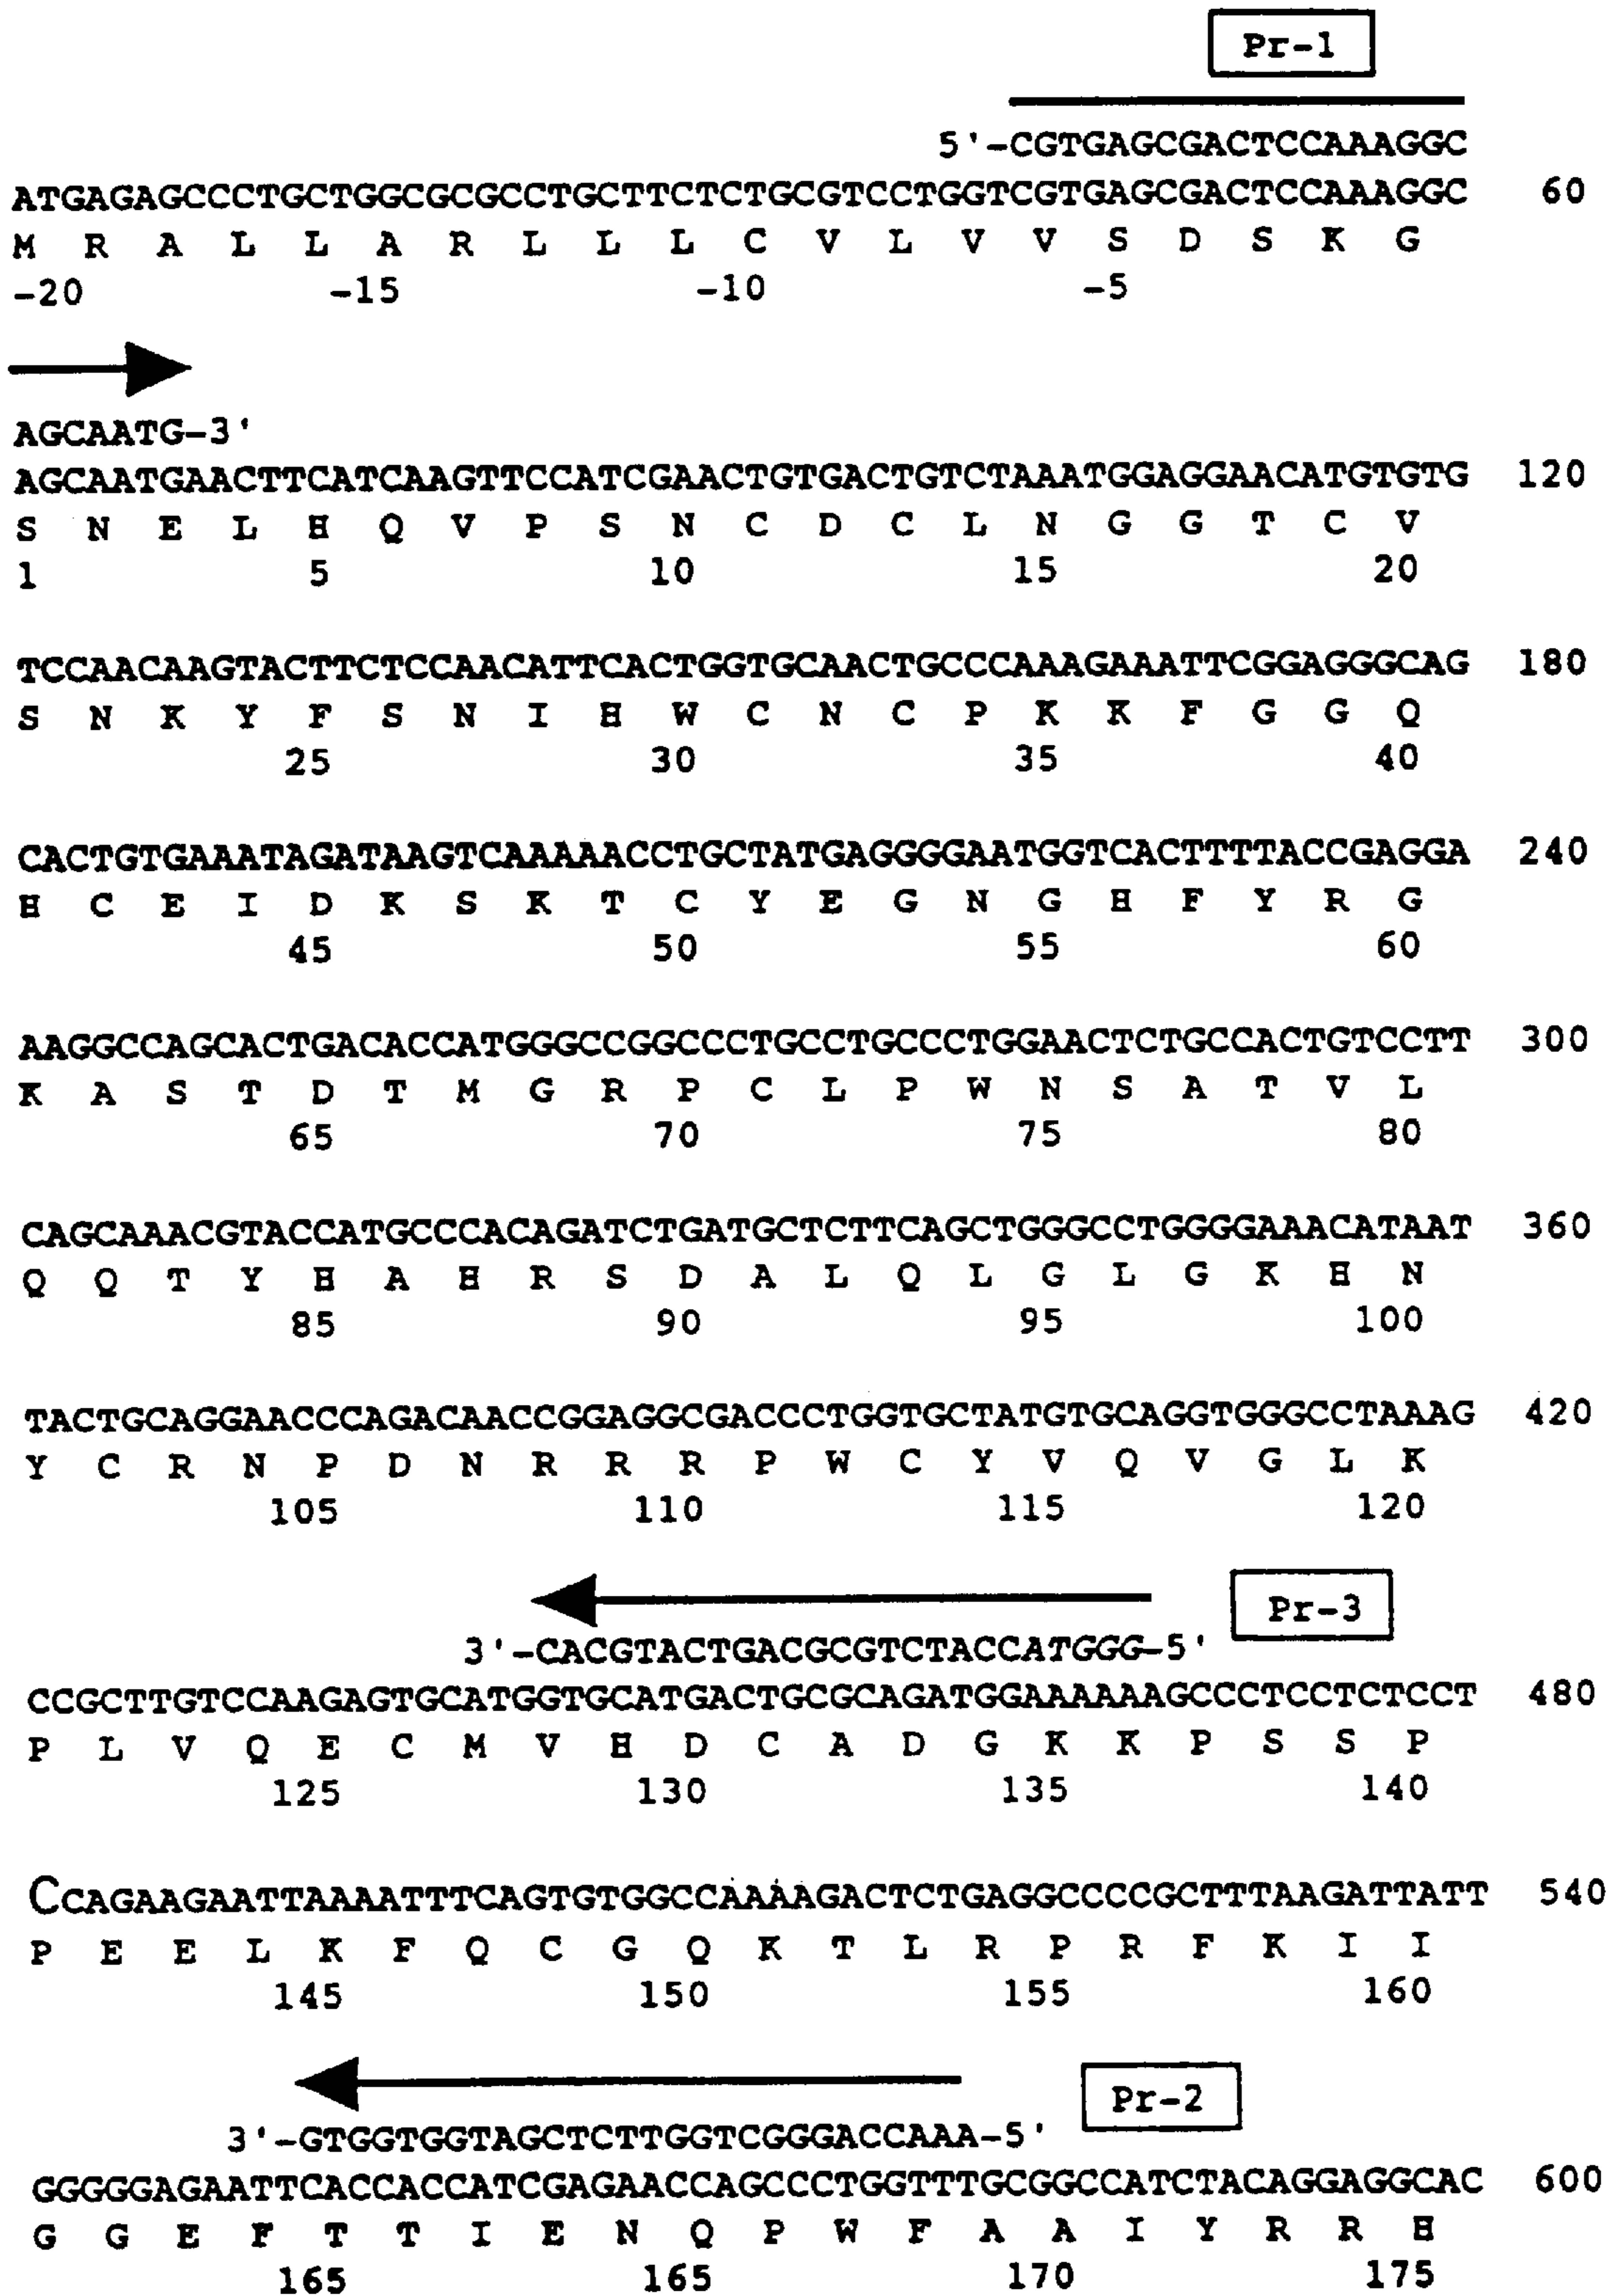 Pr-1
5'-CGTGAGCGACTCCAAAGGC
ATGAGAGCCCTGCTGGCGCGCCTGCTTCTCTGCGTCCTGGTCGTGAGCGACTCCAAAGGC 60
M R A L L A R L L L C V L V V S D S K G
-20 -15 -10 -5
AGCAATG-3'
AGCAATGAACTTCATCAAGTTCCATCGAACTGTGACTGTCTAAATGGAGGAACATGTGTG 120
S N E L H Q V P S N C D C L N G G T C V
1 5 10 15 20
TCCAACAAGTACTTCTCCAACATTCACTGGTGCAACTGCCCAAAGAAATTCGGAGGGCAG 180
S N K Y F S N I H W C N C P K K F G G Q
25 30 35 40
CACTGTGAAATAGATAAGTCAAAAACCTGCTATGAGGGGAATGGTCACTTTTACCGAGGA 240
H C E I D K S K T C Y E G N G H F Y R G
45 50 55 60
AAGGCCAGCACTGACACCATGGGCCGGCCCTGCCTGCCCTGGAACTCTGCCACTGTCCTT 300
K A S T D T M G R P C L P W N S A T V L
65 70 75 80
CAGCAAACGTACCATGCCCACAGATCTGATGCTCTTCAGCTGGGCCTGGGGAAACATAAT 360
Q Q T Y H A H R S D A L Q L G L G K H N
85 90 95 100
TACTGCAGGAACCCAGACAACCGGAGGCGACCCTGGTGCTATGTGCAGGTGGGCCTAAAG 420
Y C R N P D N R R R P W C Y V Q V G L K
105 110 115 120
Pr-3
3'-CACGTACTGACGCGTCTACCATGGG-5'
CCGCTTGTCCAAGAGTGCATGGTGCATGACTGCGCAGATGGAAAAAAGCCCTCCTCTCCT 480
P L V Q E C M V H D C A D G K K P S S P
125 130 135 140
CCAGAAGAATTAAAATTTCAGTGTGGCCAAAAGACTCTGAGGCCCCGCTTTAAGATTATT 540
P E E L K F Q C G Q K T L R P R F K I I
145 150 155 160
Pr-2
3'-GTGGTGGTAGCTCTTGGTCGGGACCAAA-5'
GGGGGAGAATTCACCACCATCGAGAACCAGCCCTGGTTTGCGGCCATCTACAGGAGGCAC 600
G G E F T T I E N Q P W F A A I Y R R H
165 165 170 175